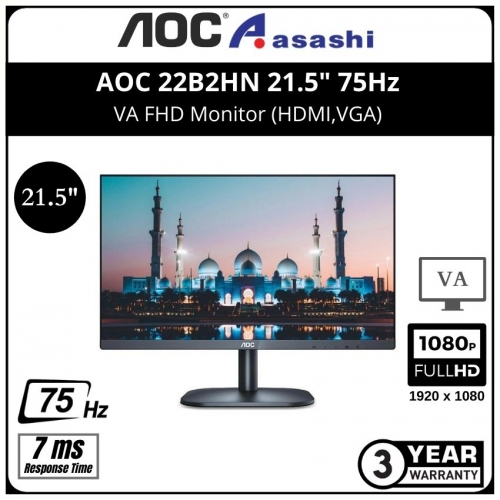 AOC Asashi
AOC 22B2HN 21.5" 75Hz
VA FHD Monitor (HDMI,VGA)
21.5"
VA
AOC
1080P
FULL HD
1920 x 1080
75 Hz
7 ms
Response Time
3 YEAR
WARRANTY